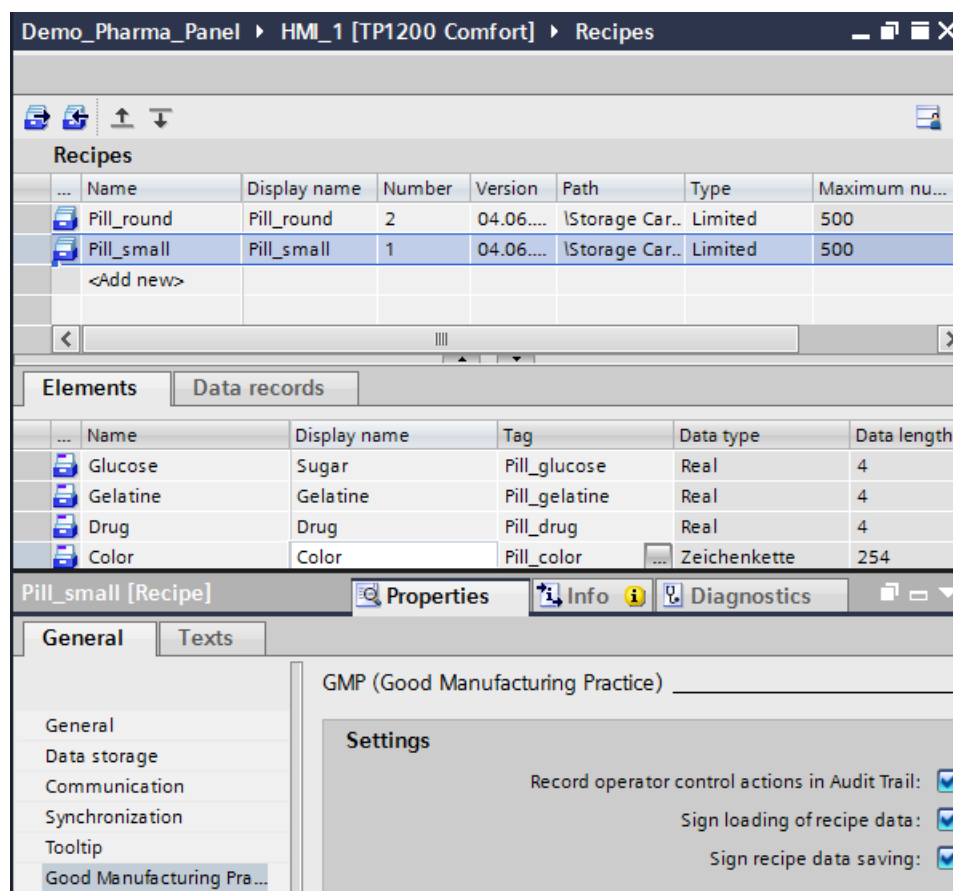 Demo_Pharma_Panel ▸ HMI_1 [TP1200 Comfort] ▸ Recipes
Recipes
... Name Display name Number Version Path Type Maximum nu...
Pill_round Pill_round 2 04.06.... \Storage Car.. Limited 500
Pill_small Pill_small 1 04.06.... \Storage Car.. Limited 500
<Add new>
Elements Data records
... Name Display name Tag Data type Data length
Glucose Sugar Pill_glucose Real 4
Gelatine Gelatine Pill_gelatine Real 4
Drug Drug Pill_drug Real 4
Color Color Pill_color ... Zeichenkette 254
Pill_small [Recipe] Properties Info Diagnostics
General Texts
GMP (Good Manufacturing Practice)
General
Settings
Data storage
Record operator control actions in Audit Trail:
Communication
Synchronization
Sign loading of recipe data:
Tooltip
Sign recipe data saving:
Good Manufacturing Pra...